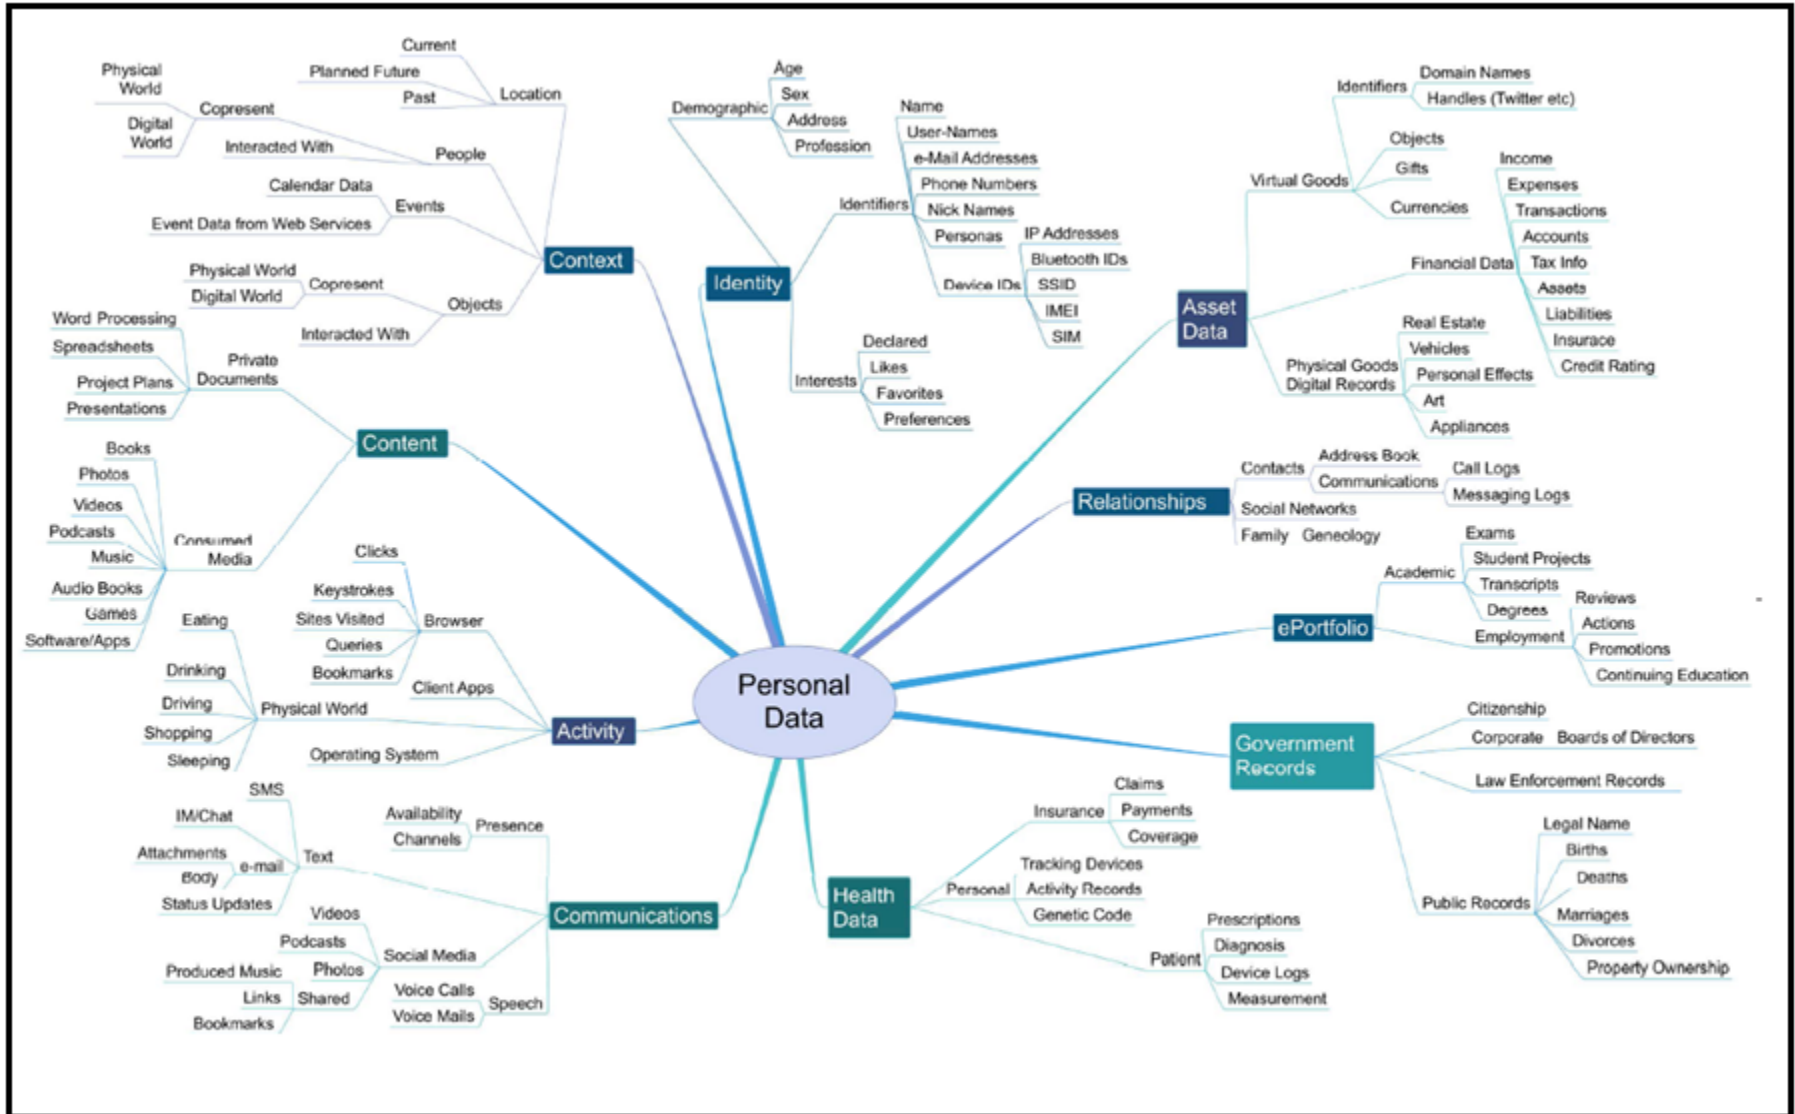 Personal
Data
Context
Location
Current
Planned Future
Past
People
Copresent
Physical
World
Digital
World
Interacted With
Events
Calendar Data
Event Data from Web Services
Objects
Copresent
Physical World
Digital World
Interacted With
Content
Private
Documents
Word Processing
Spreadsheets
Project Plans
Presentations
Consumed
Media
Books
Photos
Videos
Podcasts
Music
Audio Books
Games
Software/Apps
Activity
Browser
Clicks
Keystrokes
Sites Visited
Queries
Bookmarks
Client Apps
Physical World
Eating
Drinking
Driving
Shopping
Sleeping
Operating System
Communications
Presence
Availability
Channels
Text
SMS
IM/Chat
e-mail
Attachments
Body
Status Updates
Social Media
Videos
Podcasts
Photos
Shared
Produced Music
Links
Bookmarks
Speech
Voice Calls
Voice Mails
Identity
Demographic
Age
Sex
Address
Profession
Identifiers
Name
User-Names
e-Mail Addresses
Phone Numbers
Nick Names
Personas
Device IDs
IP Addresses
Bluetooth IDs
SSID
IMEI
SIM
Interests
Declared
Likes
Favorites
Preferences
Asset
Data
Virtual Goods
Identifiers
Domain Names
Handles (Twitter etc)
Objects
Gifts
Currencies
Financial Data
Income
Expenses
Transactions
Accounts
Tax Info
Assets
Liabilities
Insurace
Credit Rating
Physical Goods
Digital Records
Real Estate
Vehicles
Personal Effects
Art
Appliances
Relationships
Contacts
Address Book
Communications
Call Logs
Messaging Logs
Social Networks
Family Geneology
ePortfolio
Academic
Exams
Student Projects
Transcripts
Degrees
Employment
Reviews
Actions
Promotions
Continuing Education
Government
Records
Citizenship
Corporate Boards of Directors
Law Enforcement Records
Public Records
Legal Name
Births
Deaths
Marriages
Divorces
Property Ownership
Health
Data
Insurance
Claims
Payments
Coverage
Personal
Tracking Devices
Activity Records
Genetic Code
Patient
Prescriptions
Diagnosis
Device Logs
Measurement